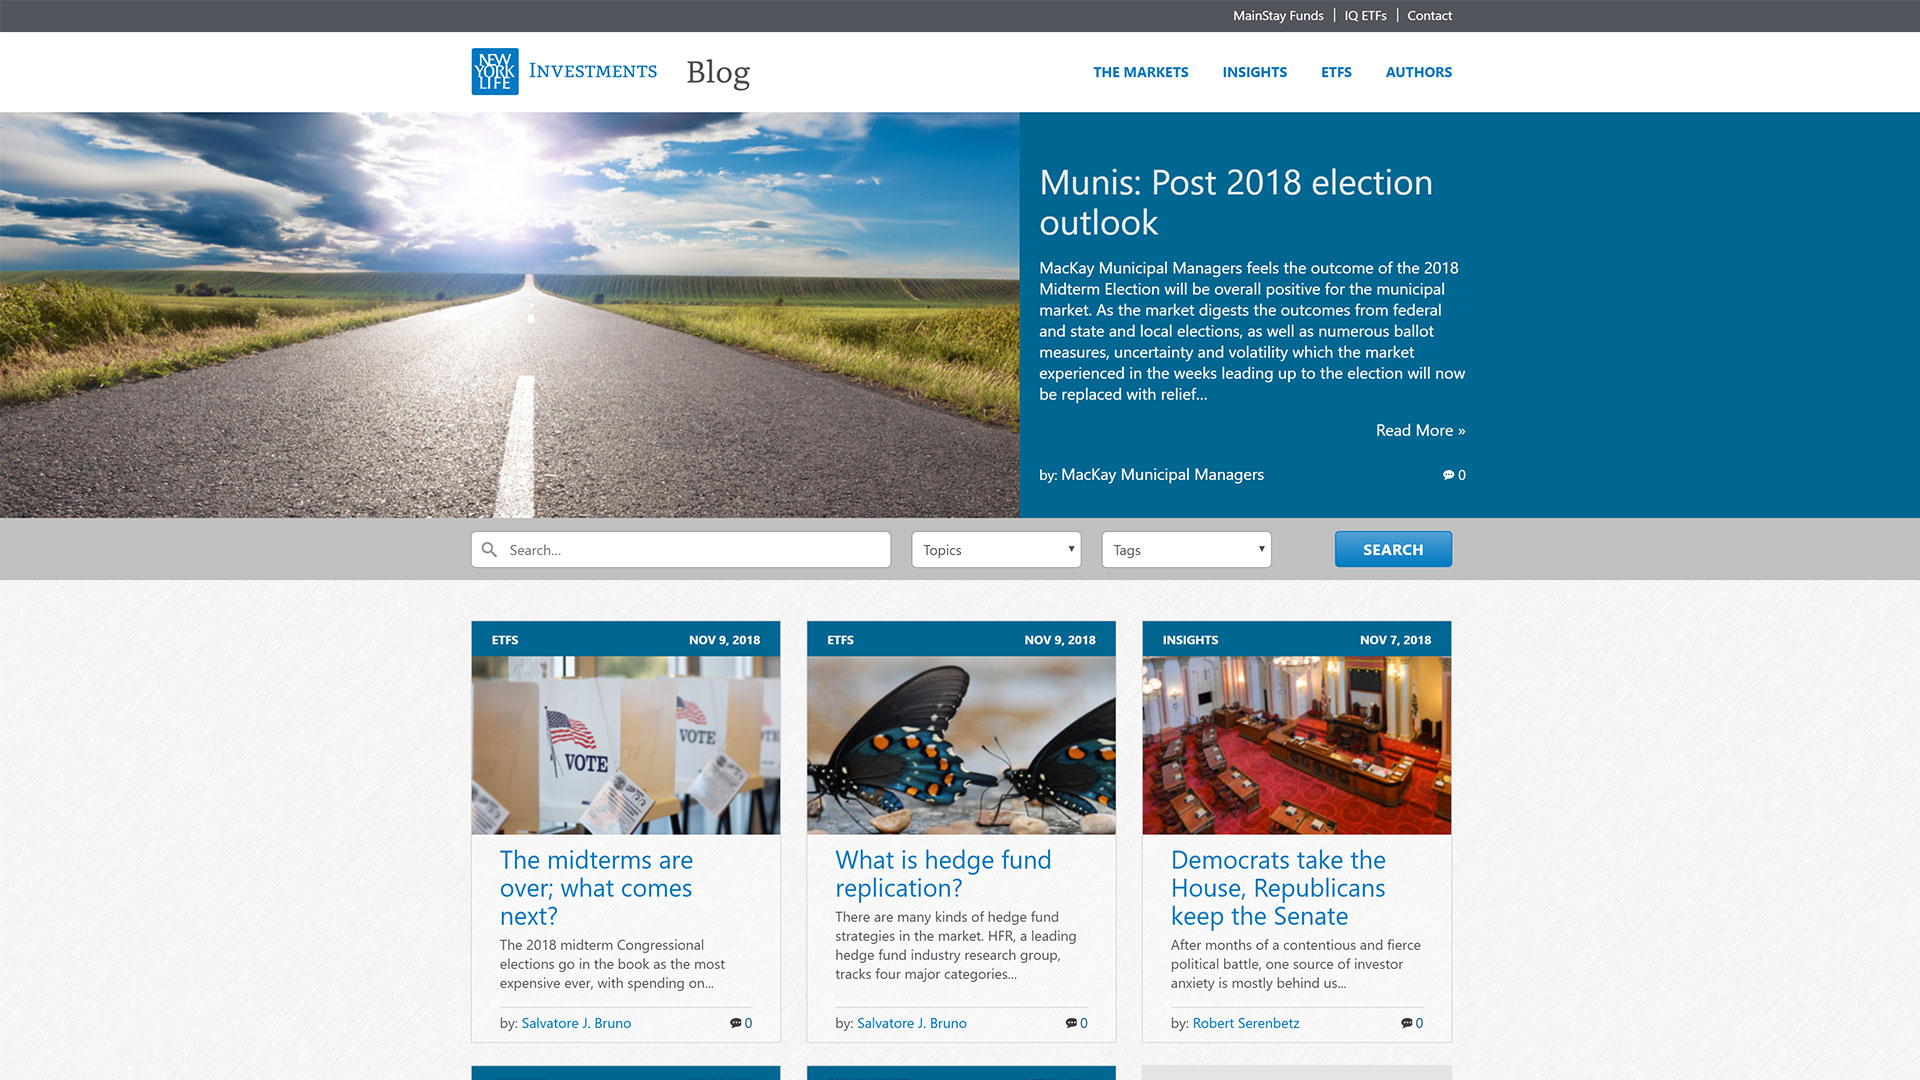 MainStay Funds | IQ ETFs | Contact
NEW YORK LIFE INVESTMENTS Blog
THE MARKETS INSIGHTS ETFS AUTHORS
Munis: Post 2018 election
outlook
MacKay Municipal Managers feels the outcome of the 2018
Midterm Election will be overall positive for the municipal
market. As the market digests the outcomes from federal
and state and local elections, as well as numerous ballot
measures, uncertainty and volatility which the market
experienced in the weeks leading up to the election will now
be replaced with relief...
Read More »
by: MacKay Municipal Managers 0
Search... Topics Tags SEARCH
ETFS NOV 9, 2018
VOTE
VOTE
The midterms are
over; what comes
next?
The 2018 midterm Congressional
elections go in the book as the most
expensive ever, with spending on...
by: Salvatore J. Bruno 0
ETFS NOV 9, 2018
What is hedge fund
replication?
There are many kinds of hedge fund
strategies in the market. HFR, a leading
hedge fund industry research group,
tracks four major categories...
by: Salvatore J. Bruno 0
INSIGHTS NOV 7, 2018
Democrats take the
House, Republicans
keep the Senate
After months of a contentious and fierce
political battle, one source of investor
anxiety is mostly behind us...
by: Robert Serenbetz 0